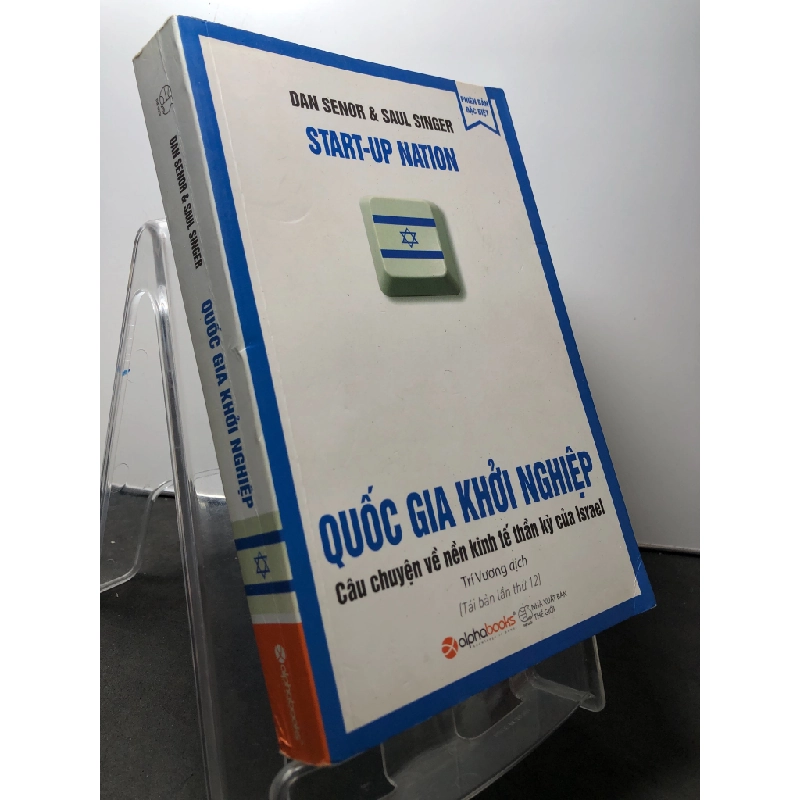 DAN SENOR & SAUL SINGER
START-UP NATION
PHIÊN BẢN
ĐẶC BIỆT
QUỐC GIA KHỞI NGHIỆP
Câu chuyện về nền kinh tế thần kỳ của Israel
Trí Vương dịch
[Tái bản lần thứ 12]
alphabooks®
NHÀ XUẤT BẢN
THẾ GIỚI
DAN SENOR & SAUL SINGER
QUỐC GIA KHỞI NGHIỆP
alphabooks